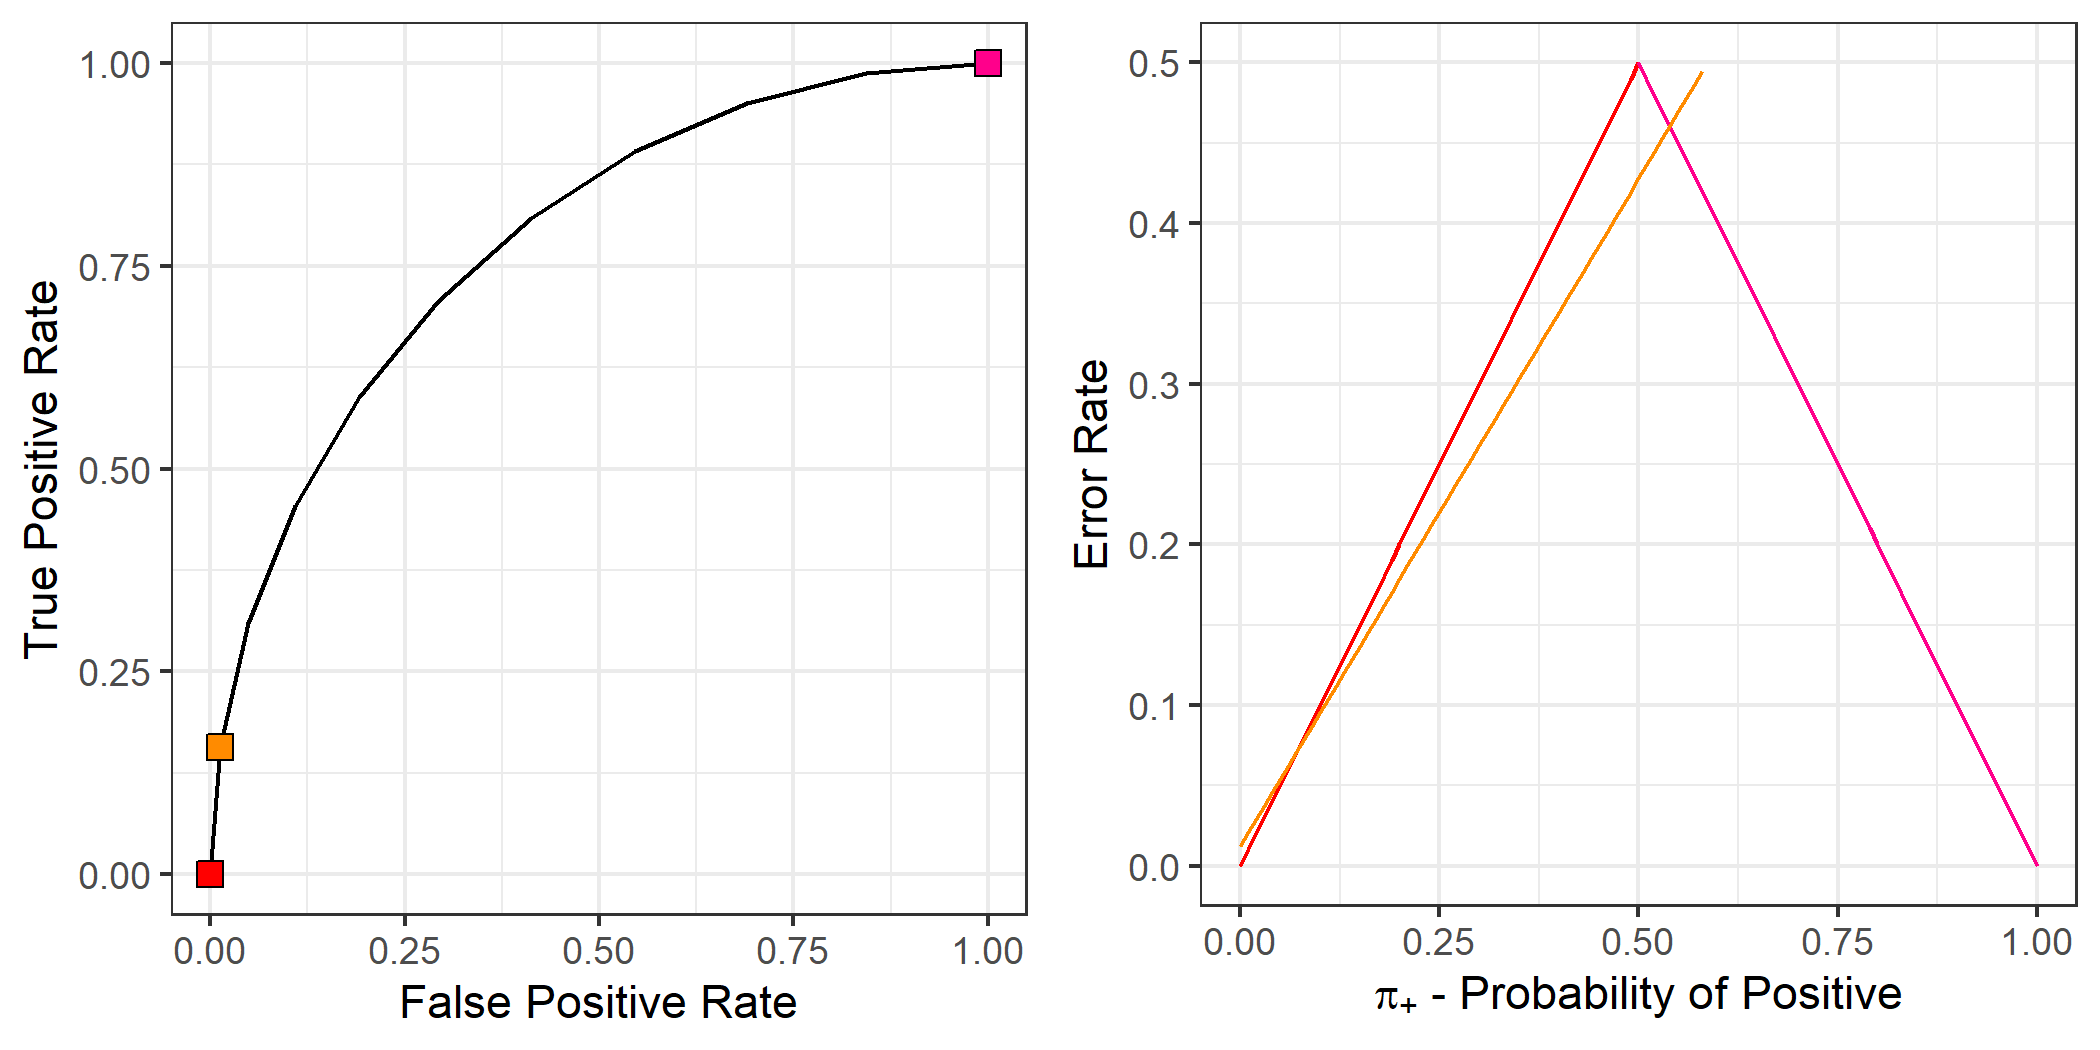 True Positive Rate
1.00
0.75
0.50
0.25
0.00
0.00 0.25 0.50 0.75 1.00
False Positive Rate
Error Rate
0.5
0.4
0.3
0.2
0.1
0.0
0.00 0.25 0.50 0.75 1.00
π₊ - Probability of Positive